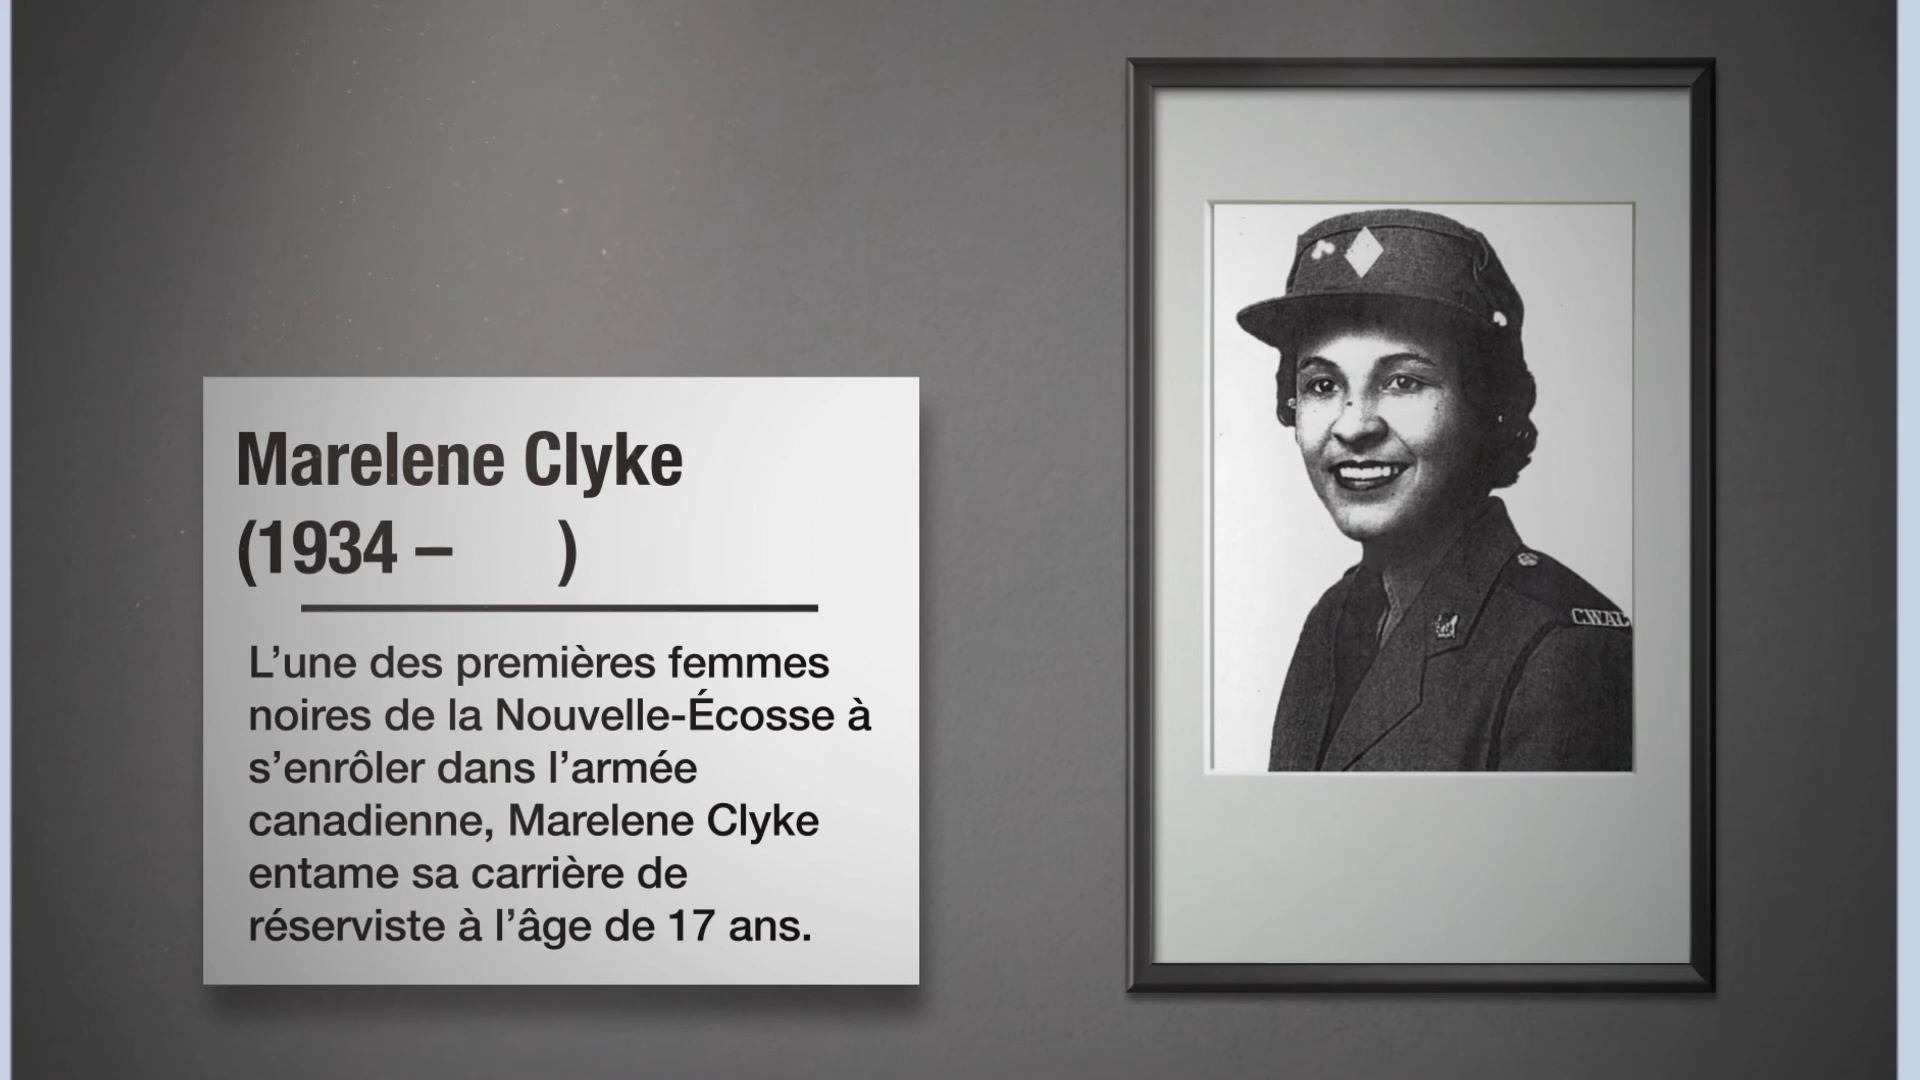 Marelene Clyke
(1934 – )
L’une des premières femmes
noires de la Nouvelle-Écosse à
s’enrôler dans l’armée
canadienne, Marelene Clyke
entame sa carrière de
réserviste à l’âge de 17 ans.
C.W.A.C